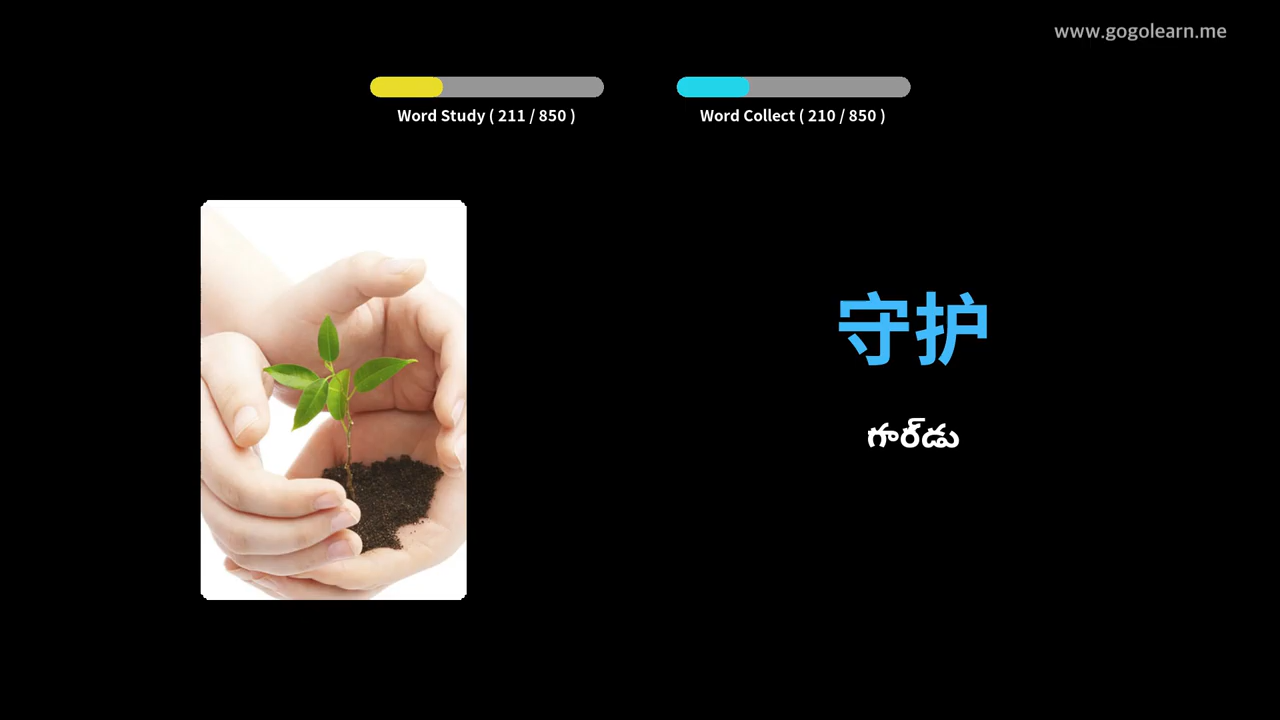 www.gogolearn.me
Word Study ( 211 / 850 )
Word Collect ( 210 / 850 )
守护
గార్డు